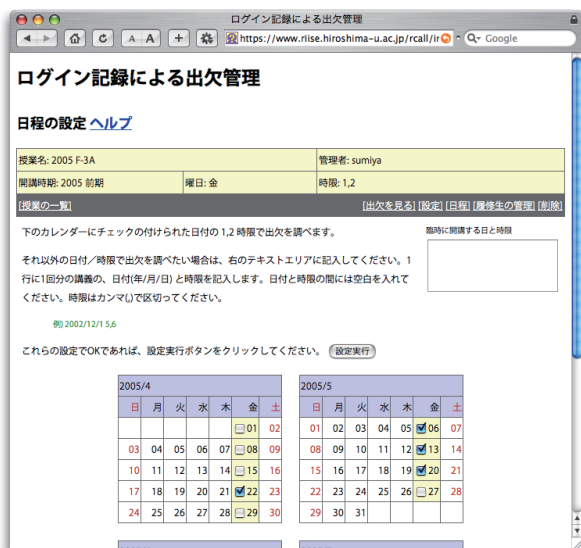 ログイン記録による出欠管理
A A
https://www.riise.hiroshima-u.ac.jp/rcall/ir
Google
ログイン記録による出欠管理
日程の設定 ヘルプ
授業名: 2005 F-3A 管理者: sumiya
開講時期: 2005 前期 曜日: 金 時限: 1,2
[授業の一覧] [出欠を見る] [設定] [日程] [履修生の管理] [削除]
下のカレンダーにチェックの付けられた日付の 1,2 時限で出欠を調べます。
臨時に開講する日と時限
それ以外の日付/時限で出欠を調べたい場合は、右のテキストエリアに記入してください。1
行に1回分の講義の、日付(年/月/日) と時限を記入します。日付と時限の間には空白を入れて
ください。時限はカンマ(,)で区切ってください。
例) 2002/12/1 5,6
これらの設定でOKであれば、設定実行ボタンをクリックしてください。 設定実行
2005/4
日 月 火 水 木 金 土
01 02
03 04 05 06 07 08 09
10 11 12 13 14 15 16
17 18 19 20 21 22 23
24 25 26 27 28 29 30
2005/5
日 月 火 水 木 金 土
01 02 03 04 05 06 07
08 09 10 11 12 13 14
15 16 17 18 19 20 21
22 23 24 25 26 27 28
29 30 31